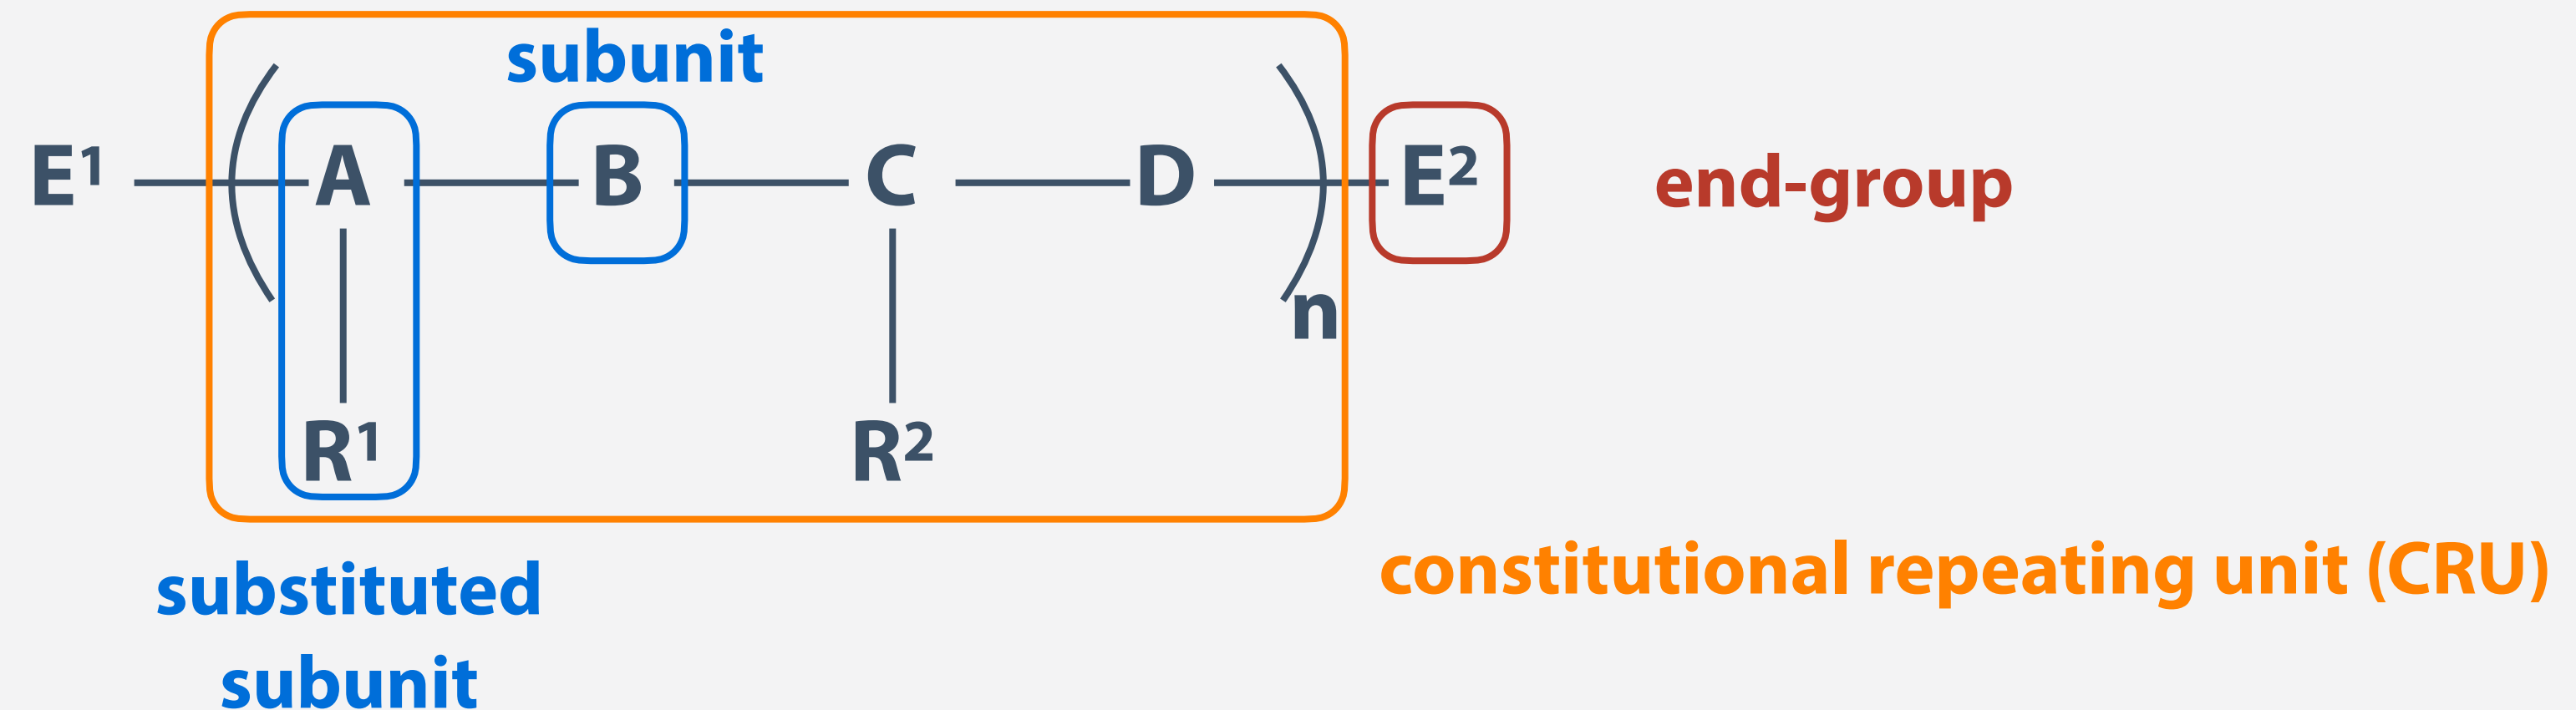 subunit
E¹ A B C D E² end-group
n
R¹ R²
constitutional repeating unit (CRU)
substituted
subunit